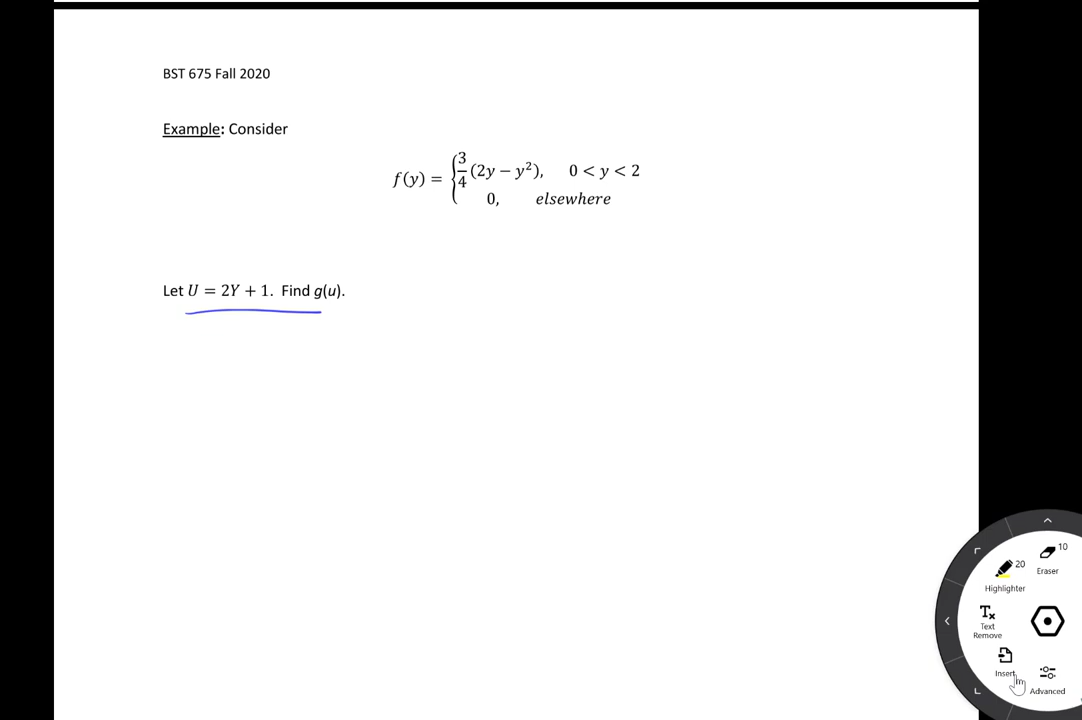 BST 675 Fall 2020
Example: Consider
f(y) = { 3/4 (2y − y²), 0 < y < 2
0, elsewhere
Let U = 2Y + 1. Find g(u).
10
Eraser
20
Highlighter
Text
Remove
Insert
Advanced